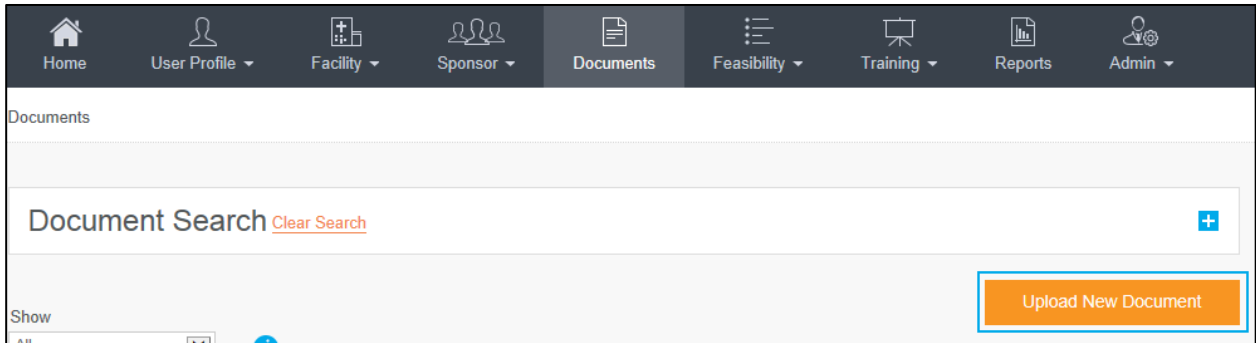 Home User Profile Facility Sponsor Documents Feasibility Training Reports Admin
Documents
Document Search Clear Search
Upload New Document
Show
All